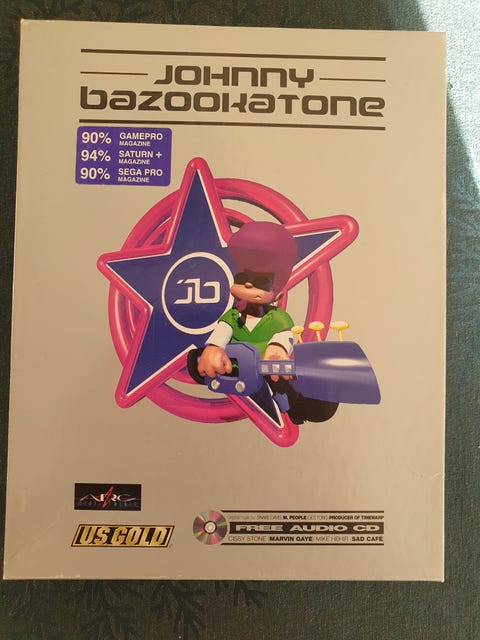 JOHNNY
BAZOOKATONE
90% GAMEPRO
MAGAZINE
94% SATURN +
MAGAZINE
90% SEGA PRO
MAGAZINE
JB
US GOLD
FREE AUDIO CD
CISSY STONE MARVIN GAYE MIKE HEHIR SAD CAFÉ